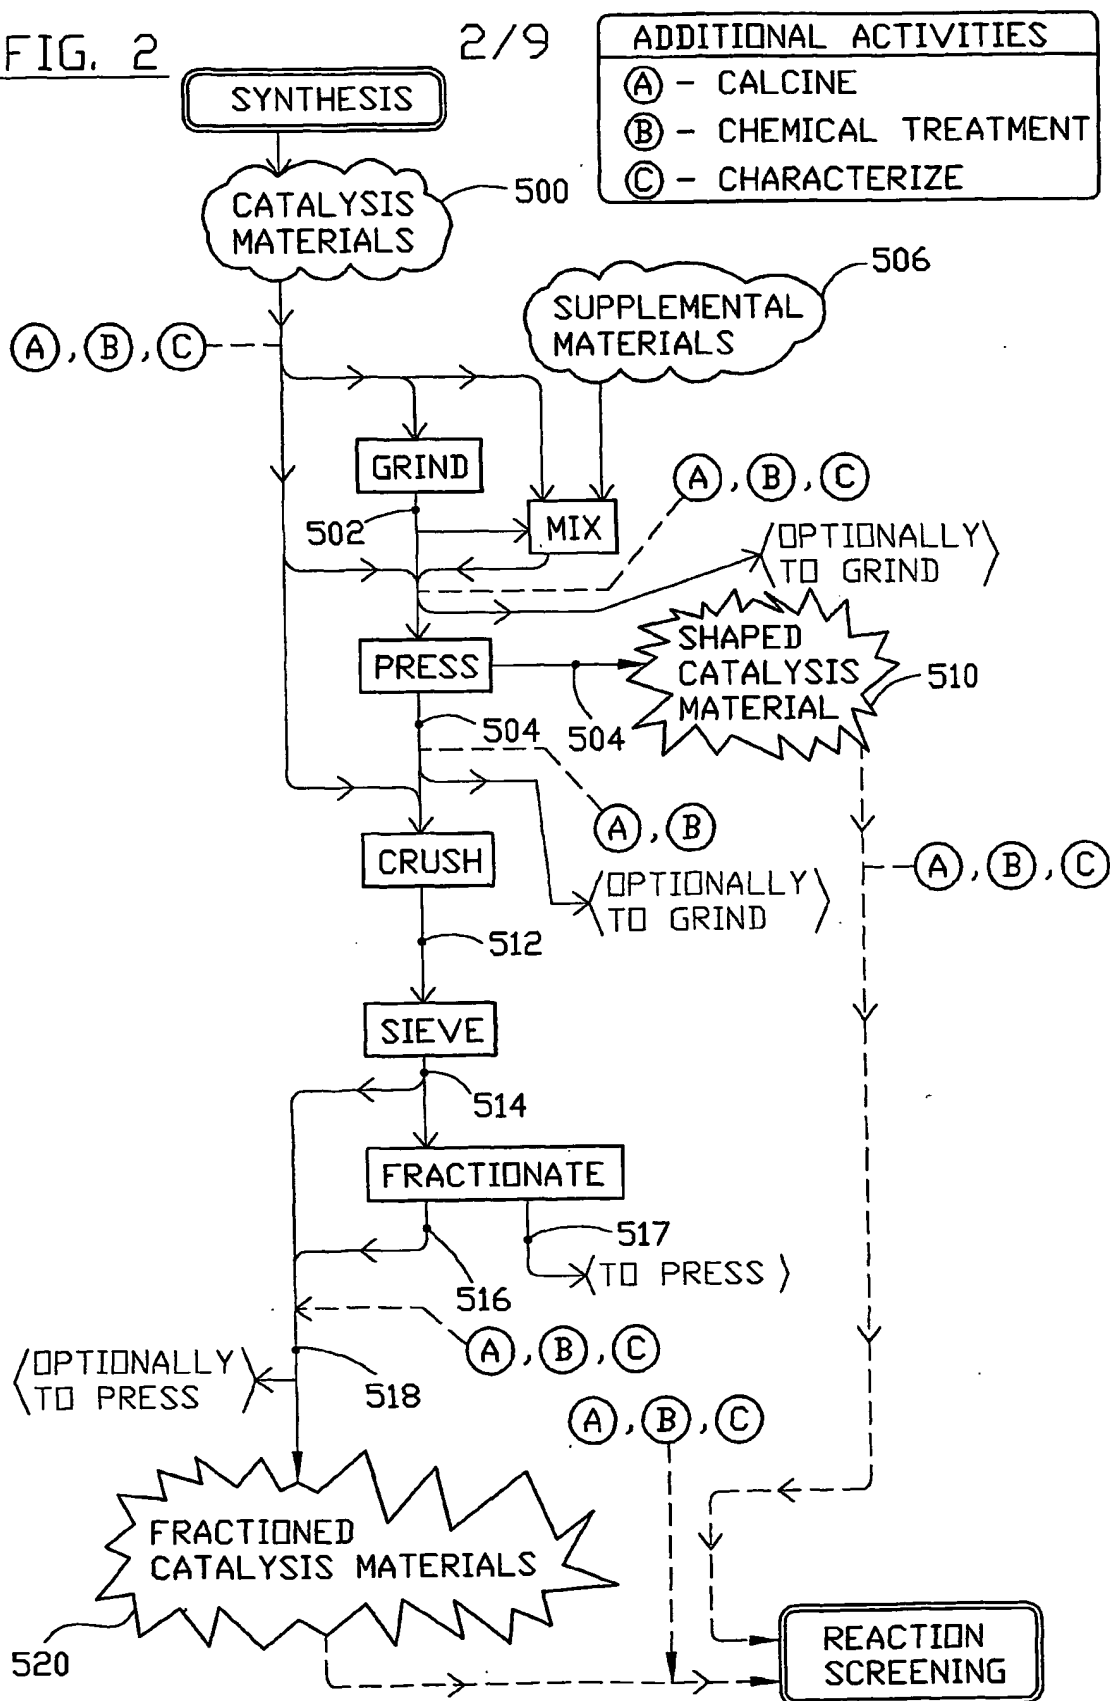 FIG. 2
2/9
ADDITIONAL ACTIVITIES
A - CALCINE
B - CHEMICAL TREATMENT
C - CHARACTERIZE
SYNTHESIS
CATALYSIS
MATERIALS
500
SUPPLEMENTAL
MATERIALS
506
A, B, C
GRIND
502
MIX
A, B, C
<OPTIONALLY
TO GRIND>
PRESS
504
504
SHAPED
CATALYSIS
MATERIAL
510
A, B
CRUSH
<OPTIONALLY
TO GRIND>
A, B, C
512
SIEVE
514
FRACTIONATE
516
517
<TO PRESS>
A, B, C
<OPTIONALLY
TO PRESS>
518
A, B, C
FRACTIONED
CATALYSIS MATERIALS
520
REACTION
SCREENING